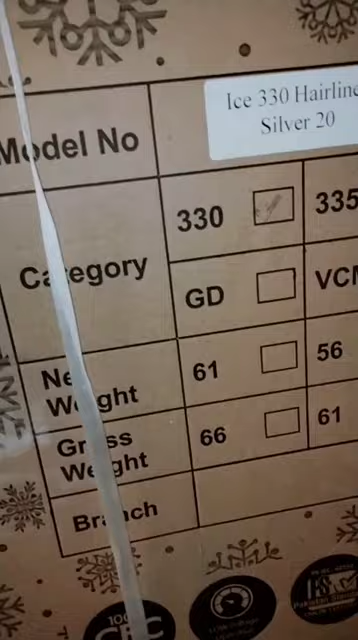 Ice 330 Hairline
Silver 20
Model No
330 335
Category
GD VCM
Net Weight 61 56
Gross Weight 66 61
Branch
100